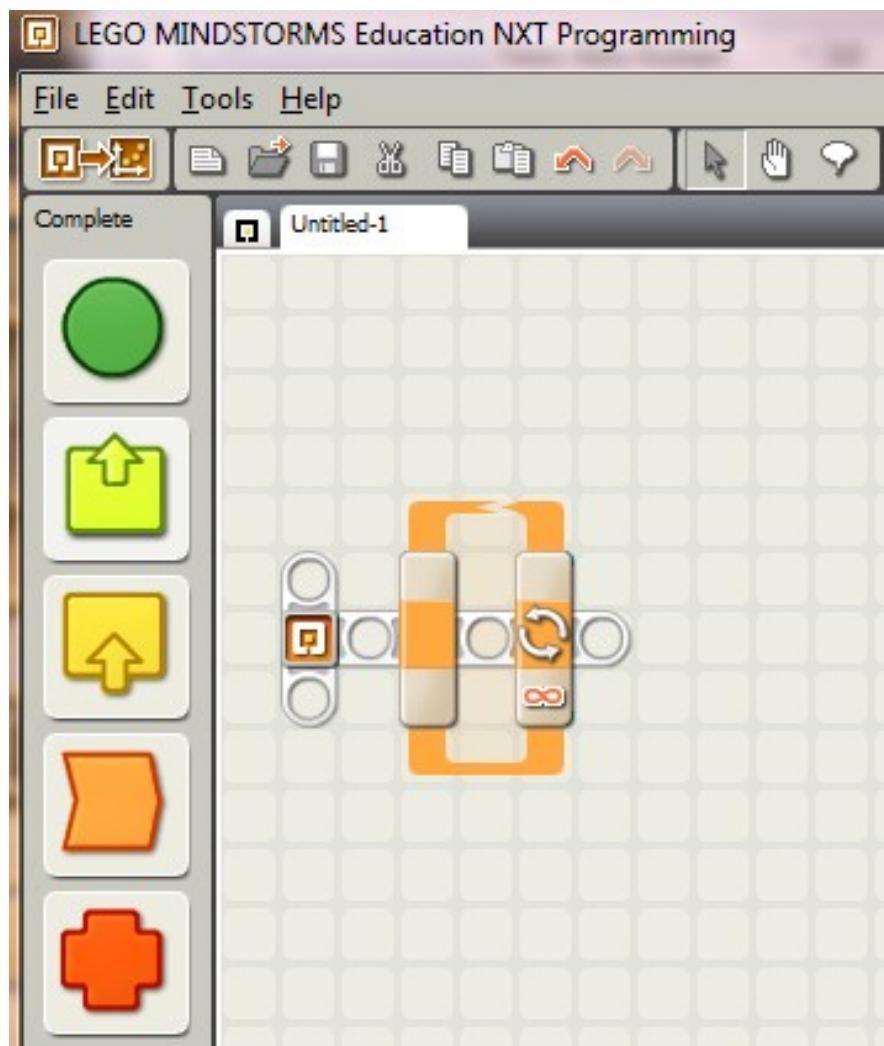 LEGO MINDSTORMS Education NXT Programming
File Edit Tools Help
Complete
Untitled-1